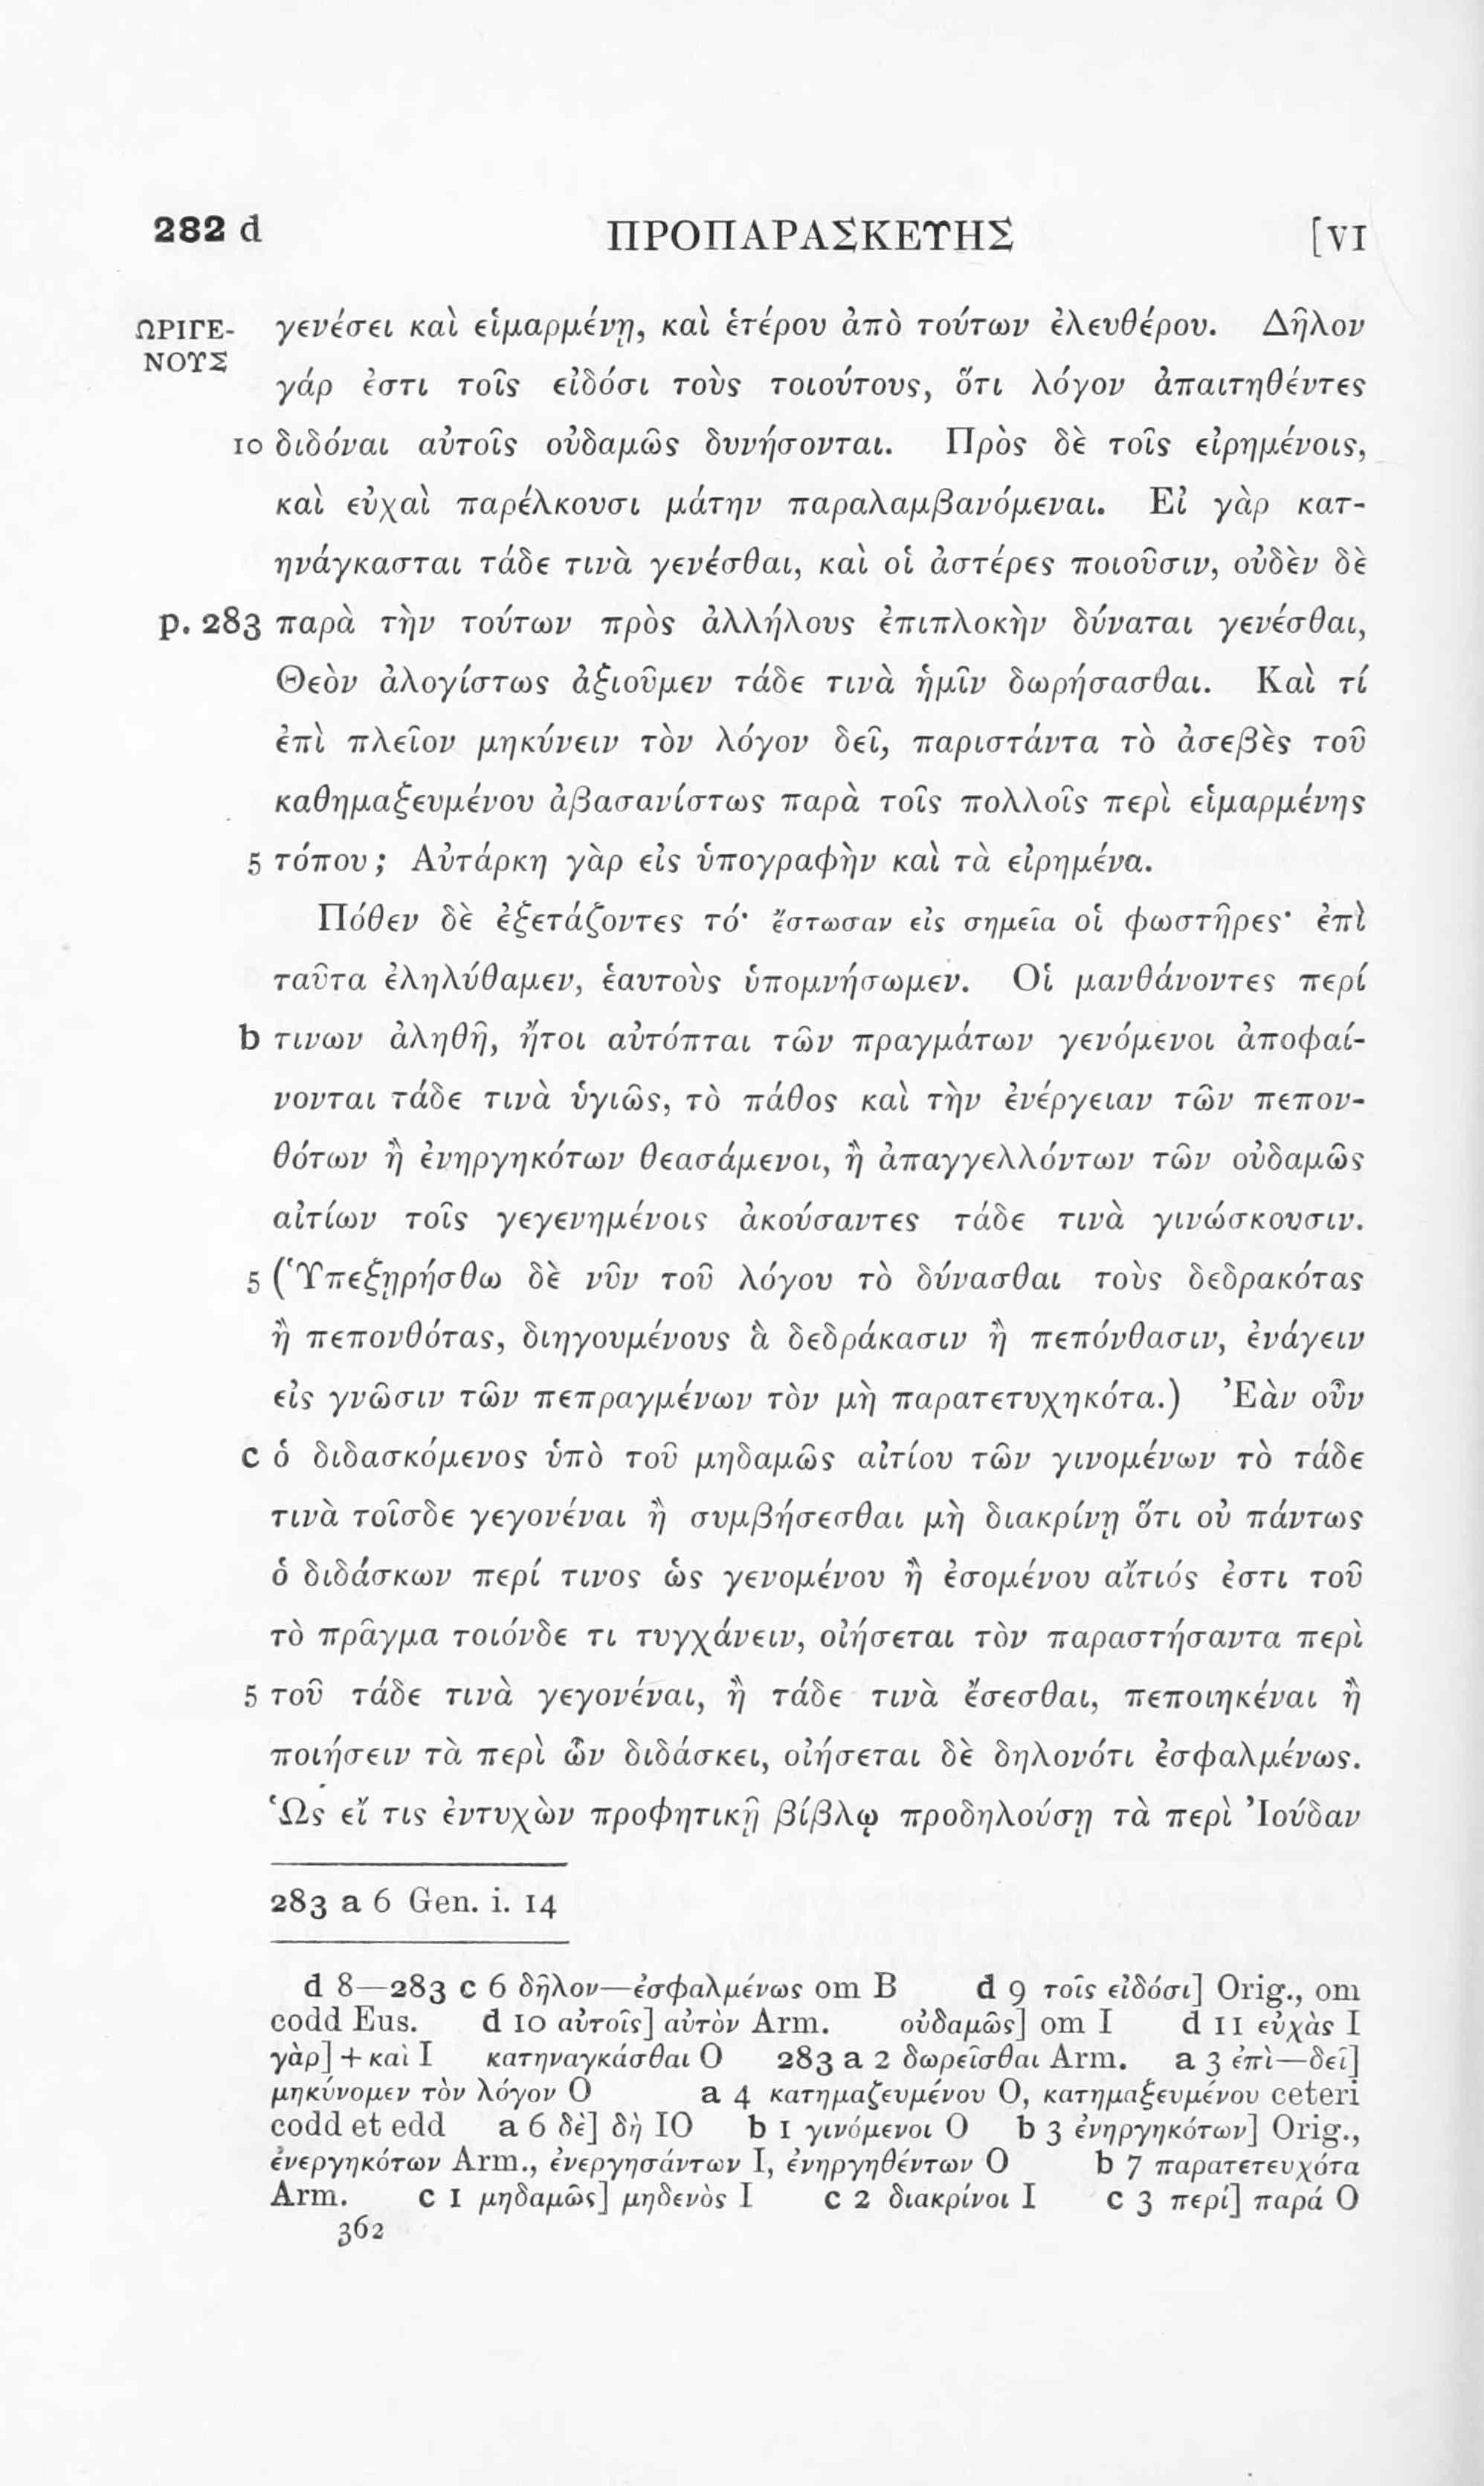 282 d ΠΡΟΠΑΡΑΣΚΕΥΗΣ [VI
ΩΡΙΓΕ- γενέσει καὶ εἱμαρμένῃ, καὶ ἑτέρου ἀπὸ τούτων ἐλευθέρου. Δῆλον
ΝΟΥΣ
γάρ ἐστι τοῖς εἰδόσι τοὺς τοιούτους, ὅτι λόγον ἀπαιτηθέντες
10 διδόναι αὐτοῖς οὐδαμῶς δυνήσονται. Πρὸς δὲ τοῖς εἰρημένοις,
καὶ εὐχαὶ παρέλκουσι μάτην παραλαμβανόμεναι. Εἰ γὰρ κατ-
ηνάγκασται τάδε τινὰ γενέσθαι, καὶ οἱ ἀστέρες ποιοῦσιν, οὐδὲν δὲ
p. 283 παρὰ τὴν τούτων πρὸς ἀλλήλους ἐπιπλοκὴν δύναται γενέσθαι,
Θεὸν ἀλογίστως ἀξιοῦμεν τάδε τινὰ ἡμῖν δωρήσασθαι. Καὶ τί
ἐπὶ πλεῖον μηκύνειν τὸν λόγον δεῖ, παριστάντα τὸ ἀσεβὲς τοῦ
καθημαξευμένου ἀβασανίστως παρὰ τοῖς πολλοῖς περὶ εἱμαρμένης
5 τόπου; Αὐτάρκη γὰρ εἰς ὑπογραφὴν καὶ τὰ εἰρημένα.
Πόθεν δὲ ἐξετάζοντες τό· ἔστωσαν εἰς σημεῖα οἱ φωστῆρες· ἐπὶ
ταῦτα ἐληλύθαμεν, ἑαυτοὺς ὑπομνήσωμεν. Οἱ μανθάνοντες περί
b τινων ἀληθῆ, ἤτοι αὐτόπται τῶν πραγμάτων γενόμενοι ἀποφαί-
νονται τάδε τινὰ ὑγιῶς, τὸ πάθος καὶ τὴν ἐνέργειαν τῶν πεπον-
θότων ἢ ἐνηργηκότων θεασάμενοι, ἢ ἀπαγγελλόντων τῶν οὐδαμῶς
αἰτίων τοῖς γεγενημένοις ἀκούσαντες τάδε τινὰ γινώσκουσιν.
5 (Ὑπεξῃρήσθω δὲ νῦν τοῦ λόγου τὸ δύνασθαι τοὺς δεδρακότας
ἢ πεπονθότας, διηγουμένους ἃ δεδράκασιν ἢ πεπόνθασιν, ἐνάγειν
εἰς γνῶσιν τῶν πεπραγμένων τὸν μὴ παρατετυχηκότα.) Ἐὰν οὖν
c ὁ διδασκόμενος ὑπὸ τοῦ μηδαμῶς αἰτίου τῶν γινομένων τὸ τάδε
τινὰ τοῖσδε γεγονέναι ἢ συμβήσεσθαι μὴ διακρίνῃ ὅτι οὐ πάντως
ὁ διδάσκων περί τινος ὡς γενομένου ἢ ἐσομένου αἴτιός ἐστι τοῦ
τὸ πρᾶγμα τοιόνδε τι τυγχάνειν, οἰήσεται τὸν παραστήσαντα περὶ
5 τοῦ τάδε τινὰ γεγονέναι, ἢ τάδε τινὰ ἔσεσθαι, πεποιηκέναι ἢ
ποιήσειν τὰ περὶ ὧν διδάσκει, οἰήσεται δὲ δηλονότι ἐσφαλμένως.
Ὡς εἴ τις ἐντυχὼν προφητικῇ βίβλῳ προδηλούσῃ τὰ περὶ Ἰούδαν
283 a 6 Gen. i. 14
d 8—283 c 6 δῆλον—ἐσφαλμένως om B d 9 τοῖς εἰδόσι] Orig., om
codd Eus. d 10 αὐτοῖς] αὐτὸν Arm. οὐδαμῶς] om I d 11 εὐχὰς I
γὰρ] + καὶ I κατηναγκάσθαι O 283 a 2 δωρεῖσθαι Arm. a 3 ἐπὶ—δεῖ]
μηκύνομεν τὸν λόγον O a 4 κατημαζευμένου O, κατημαξευμένου ceteri
codd et edd a 6 δὲ] δὴ IO b 1 γινόμενοι O b 3 ἐνηργηκότων] Orig.,
ἐνεργηκότων Arm., ἐνεργησάντων I, ἐνηργηθέντων O b 7 παρατετευχότα
Arm. c 1 μηδαμῶς] μηδενὸς I c 2 διακρίνοι I c 3 περί] παρά O
362